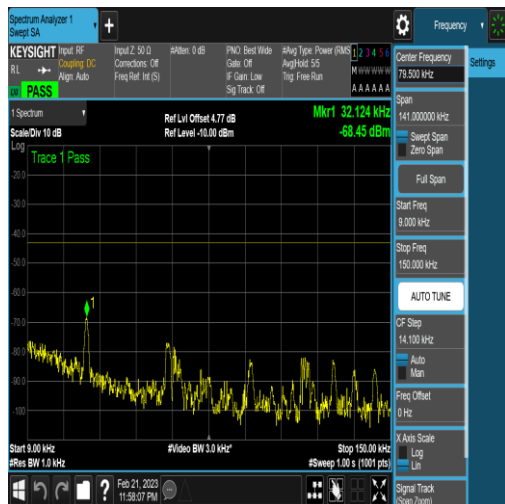 Spectrum Analyzer 1
Swept SA
+
Frequency
KEYSIGHT
Input: RF
Coupling: DC
Align: Auto
Input Z: 50 Ω
Corrections: Off
Freq Ref: Int (S)
#Atten: 0 dB
PNO: Best Wide
Gate: Off
IF Gain: Low
Sig Track: Off
#Avg Type: Power (RMS
Avg|Hold: 5/5
Trig: Free Run
1 2 3 4 5 6
M W W W W W
A A A A A A
R L
PASS
1 Spectrum
Scale/Div 10 dB
Ref Lvl Offset 4.77 dB
Ref Level -10.00 dBm
Mkr1 32.124 kHz
-68.45 dBm
Log
Trace 1 Pass
-20.0
-30.0
-40.0
-50.0
-60.0
-70.0
-80.0
-90.0
-100
1
Start 9.00 kHz
#Res BW 1.0 kHz
#Video BW 3.0 kHz*
Stop 150.00 kHz
#Sweep 1.00 s (1001 pts)
Feb 21, 2023
11:58:07 PM
Center Frequency
79.500 kHz
Settings
Span
141.000000 kHz
Swept Span
Zero Span
Full Span
Start Freq
9.000 kHz
Stop Freq
150.000 kHz
AUTO TUNE
CF Step
14.100 kHz
Auto
Man
Freq Offset
0 Hz
X Axis Scale
Log
Lin
Signal Track
(Span Zoom)